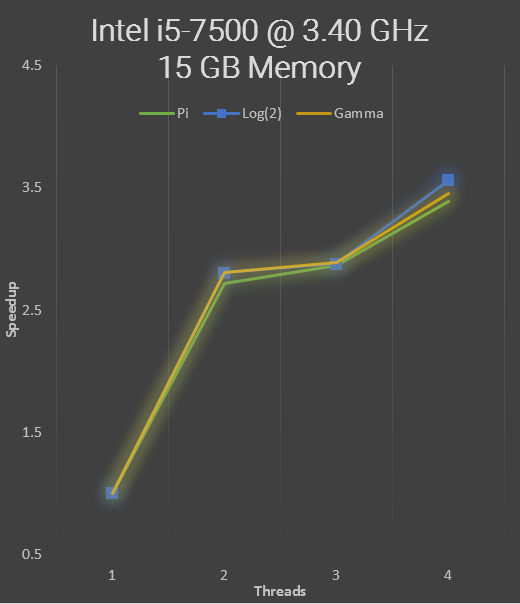 Intel i5-7500 @ 3.40 GHz
15 GB Memory
4.5
Pi Log(2) Gamma
3.5
2.5
Speedup
1.5
0.5
1 2 3 4
Threads